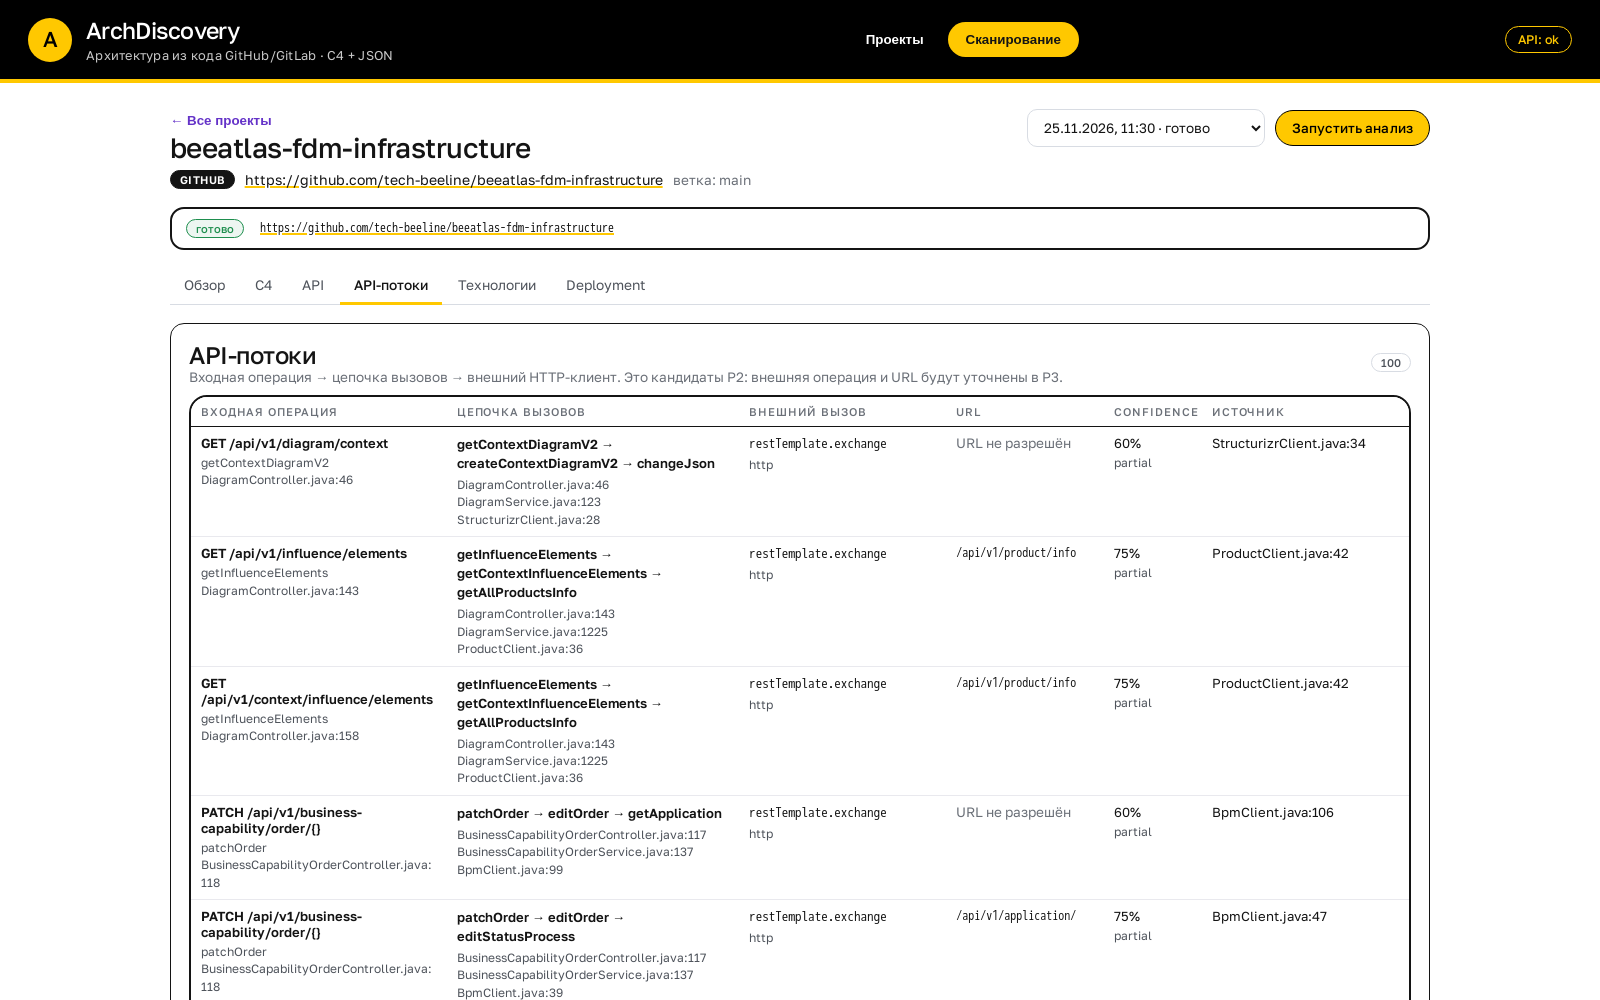 A
ArchDiscovery
Архитектура из кода GitHub/GitLab · C4 + JSON
Проекты
Сканирование
API: ok
← Все проекты
beeatlas-fdm-infrastructure
GITHUB
https://github.com/tech-beeline/beeatlas-fdm-infrastructure
ветка: main
25.11.2026, 11:30 · готово
Запустить анализ
готово
https://github.com/tech-beeline/beeatlas-fdm-infrastructure
Обзор
C4
API
API-потоки
Технологии
Deployment
API-потоки
Входная операция → цепочка вызовов → внешний HTTP-клиент. Это кандидаты P2: внешняя операция и URL будут уточнены в P3.
100
ВХОДНАЯ ОПЕРАЦИЯ
ЦЕПОЧКА ВЫЗОВОВ
ВНЕШНИЙ ВЫЗОВ
URL
CONFIDENCE
ИСТОЧНИК
GET /api/v1/diagram/context
getContextDiagramV2
DiagramController.java:46
getContextDiagramV2 →
createContextDiagramV2 → changeJson
DiagramController.java:46
DiagramService.java:123
StructurizrClient.java:28
restTemplate.exchange
http
URL не разрешён
60%
partial
StructurizrClient.java:34
GET /api/v1/influence/elements
getInfluenceElements
DiagramController.java:143
getInfluenceElements →
getContextInfluenceElements →
getAllProductsInfo
DiagramController.java:143
DiagramService.java:1225
ProductClient.java:36
restTemplate.exchange
http
/api/v1/product/info
75%
partial
ProductClient.java:42
GET
/api/v1/context/influence/elements
getInfluenceElements
DiagramController.java:158
getInfluenceElements →
getContextInfluenceElements →
getAllProductsInfo
DiagramController.java:143
DiagramService.java:1225
ProductClient.java:36
restTemplate.exchange
http
/api/v1/product/info
75%
partial
ProductClient.java:42
PATCH /api/v1/business-
capability/order/{}
patchOrder
BusinessCapabilityOrderController.java:
118
patchOrder → editOrder → getApplication
BusinessCapabilityOrderController.java:117
BusinessCapabilityOrderService.java:137
BpmClient.java:99
restTemplate.exchange
http
URL не разрешён
60%
partial
BpmClient.java:106
PATCH /api/v1/business-
capability/order/{}
patchOrder
BusinessCapabilityOrderController.java:
118
patchOrder → editOrder →
editStatusProcess
BusinessCapabilityOrderController.java:117
BusinessCapabilityOrderService.java:137
BpmClient.java:39
restTemplate.exchange
http
/api/v1/application/
75%
partial
BpmClient.java:47